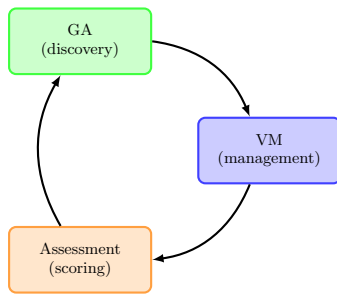 GA
(discovery)
VM
(management)
Assessment
(scoring)